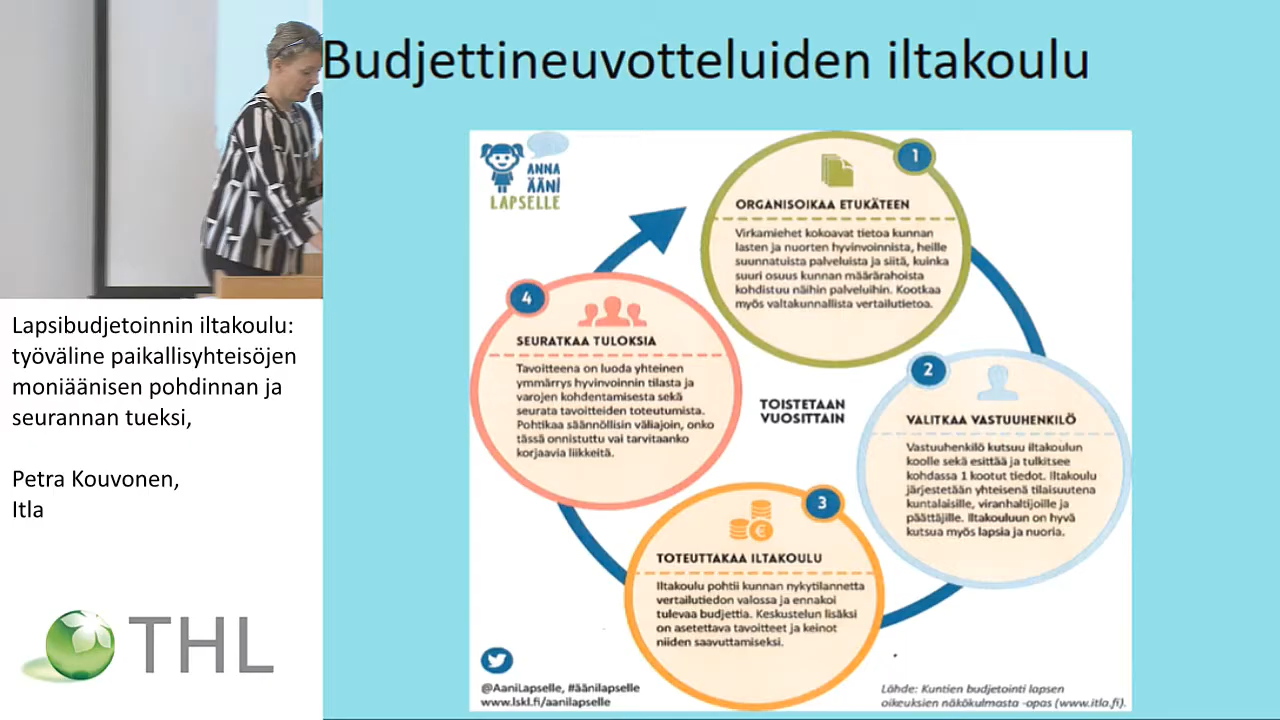 Budjettineuvotteluiden iltakoulu
ANNA
ÄÄNI
LAPSELLE
1
ORGANISOIKAA ETUKÄTEEN
Virkamiehet kokoavat tietoa kunnan
lasten ja nuorten hyvinvoinnista, heille
suunnatuista palveluista ja siitä, kuinka
suuri osuus kunnan määrärahoista
kohdistuu näihin palveluihin. Kootkaa
myös valtakunnallista vertailutietoa.
2
VALITKAA VASTUUHENKILÖ
Vastuuhenkilö kutsuu iltakoulun
koolle sekä esittää ja tulkitsee
kohdassa 1 kootut tiedot. Iltakoulu
järjestetään yhteisenä tilaisuutena
kuntalaisille, viranhaltijoille ja
päättäjille. Iltakouluun on hyvä
kutsua myös lapsia ja nuoria.
3
TOTEUTTAKAA ILTAKOULU
Iltakoulu pohtii kunnan nykytilannetta
vertailutiedon valossa ja ennakoi
tulevaa budjettia. Keskustelun lisäksi
on asetettava tavoitteet ja keinot
niiden saavuttamiseksi.
4
SEURATKAA TULOKSIA
Tavoitteena on luoda yhteinen
ymmärrys hyvinvoinnin tilasta ja
varojen kohdentamisesta sekä
seurata tavoitteiden toteutumista.
Pohtikaa säännöllisin väliajoin, onko
tässä onnistuttu vai tarvitaanko
korjaavia liikkeitä.
TOISTETAAN
VUOSITTAIN
@AaniLapselle, #äänilapselle
www.lskl.fi/aanilapselle
Lähde: Kuntien budjetointi lapsen
oikeuksien näkökulmasta -opas (www.itla.fi).
Lapsibudjetoinnin iltakoulu:
työväline paikallisyhteisöjen
moniäänisen pohdinnan ja
seurannan tueksi,
Petra Kouvonen,
Itla
THL